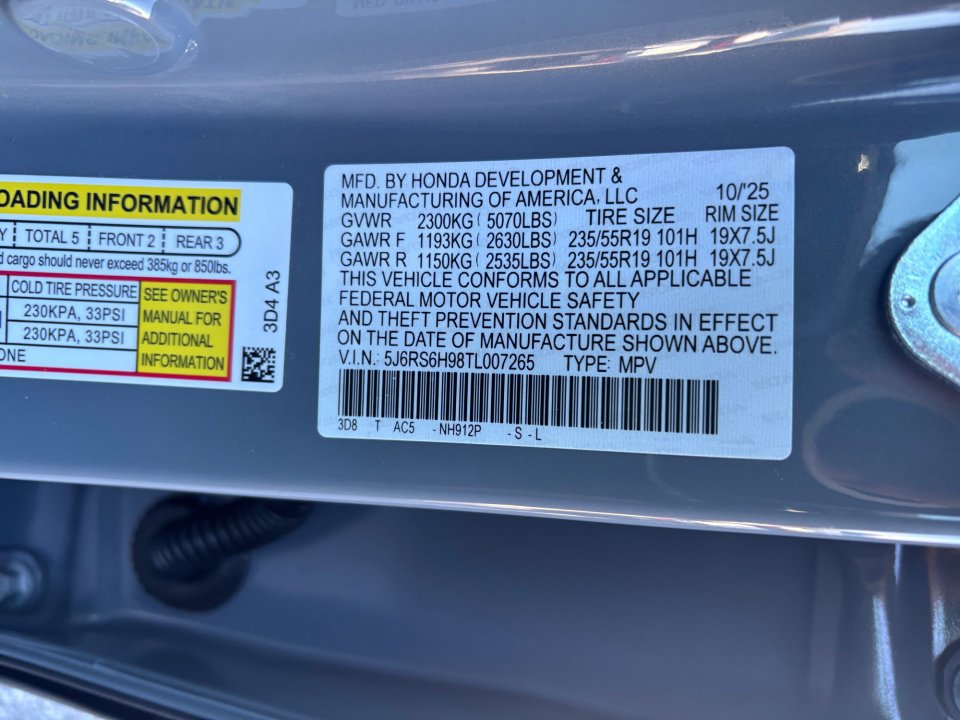 OADING INFORMATION
Y TOTAL 5 FRONT 2 REAR 3
d cargo should never exceed 385kg or 850lbs.
COLD TIRE PRESSURE
230KPA, 33PSI
230KPA, 33PSI
ONE
SEE OWNER'S
MANUAL FOR
ADDITIONAL
INFORMATION
3D4 A3
MFD. BY HONDA DEVELOPMENT &
MANUFACTURING OF AMERICA, LLC 10/'25
GVWR 2300KG ( 5070LBS) TIRE SIZE RIM SIZE
GAWR F 1193KG ( 2630LBS) 235/55R19 101H 19X7.5J
GAWR R 1150KG ( 2535LBS) 235/55R19 101H 19X7.5J
THIS VEHICLE CONFORMS TO ALL APPLICABLE
FEDERAL MOTOR VEHICLE SAFETY
AND THEFT PREVENTION STANDARDS IN EFFECT
ON THE DATE OF MANUFACTURE SHOWN ABOVE.
V.I.N.: 5J6RS6H98TL007265 TYPE: MPV
3D8 T AC5 -NH912P -S-L